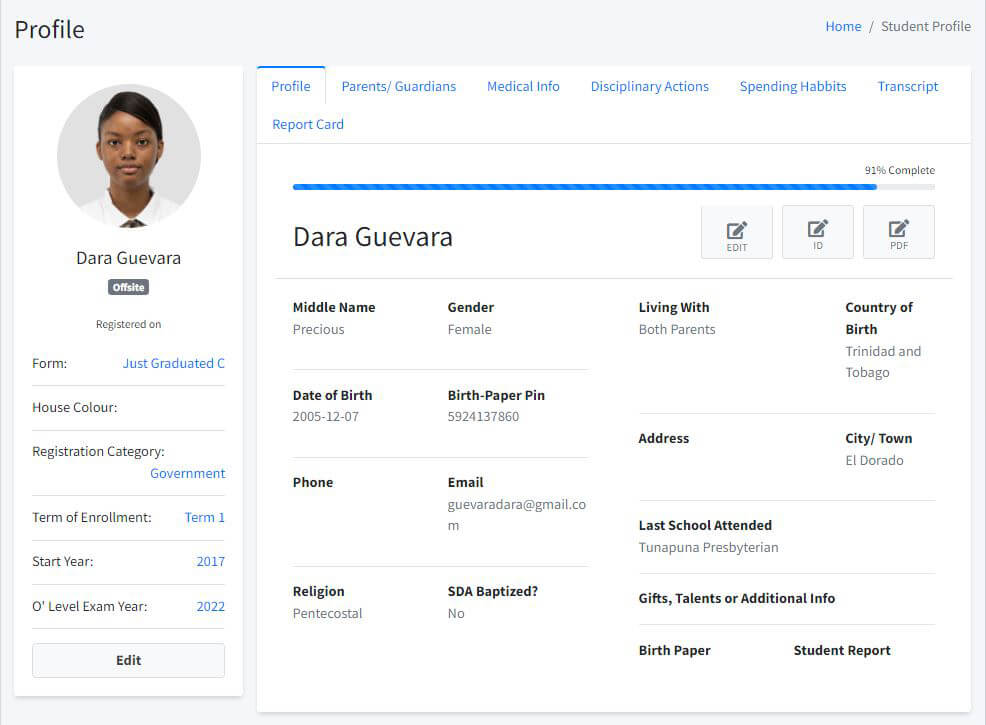 Profile
Home / Student Profile
Dara Guevara
Offsite
Registered on
Form: Just Graduated C
House Colour:
Registration Category:
Government
Term of Enrollment: Term 1
Start Year: 2017
O' Level Exam Year: 2022
Edit
Profile Parents/ Guardians Medical Info Disciplinary Actions Spending Habbits Transcript
Report Card
91% Complete
Dara Guevara
EDIT ID PDF
Middle Name Gender
Precious Female
Date of Birth Birth-Paper Pin
2005-12-07 5924137860
Phone Email
guevaradara@gmail.co
m
Religion SDA Baptized?
Pentecostal No
Living With Country of
Both Parents Birth
Trinidad and
Tobago
Address City/ Town
El Dorado
Last School Attended
Tunapuna Presbyterian
Gifts, Talents or Additional Info
Birth Paper Student Report